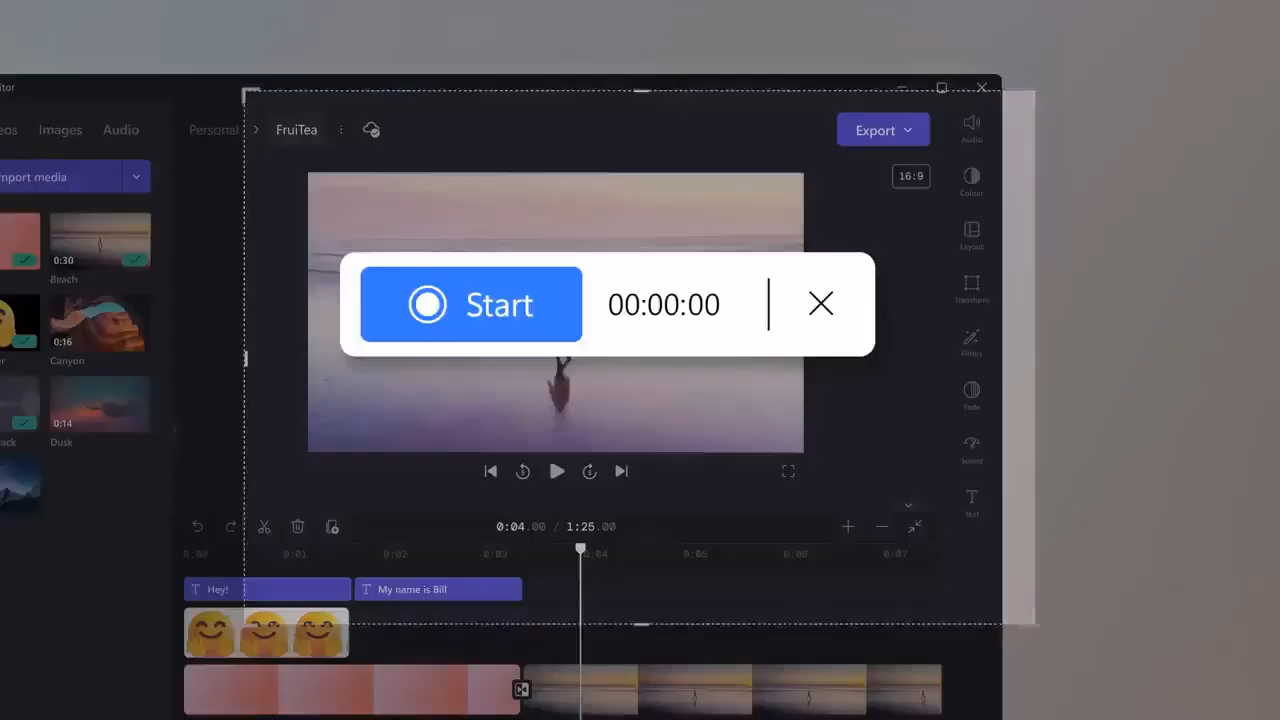 itor
eos Images Audio
Personal > FruiTea
Export
mport media
16:9
Audio
Colour
Layout
Transform
Filters
Fade
Speed
Text
0:30
Beach
0:16
Canyon
0:14
ack Dusk
Start 00:00:00
0:04.00 / 1:25.00
0:00 0:01 0:02 0:03 0:04 0:05 0:06 0:07
T Hey! T My name is Bill